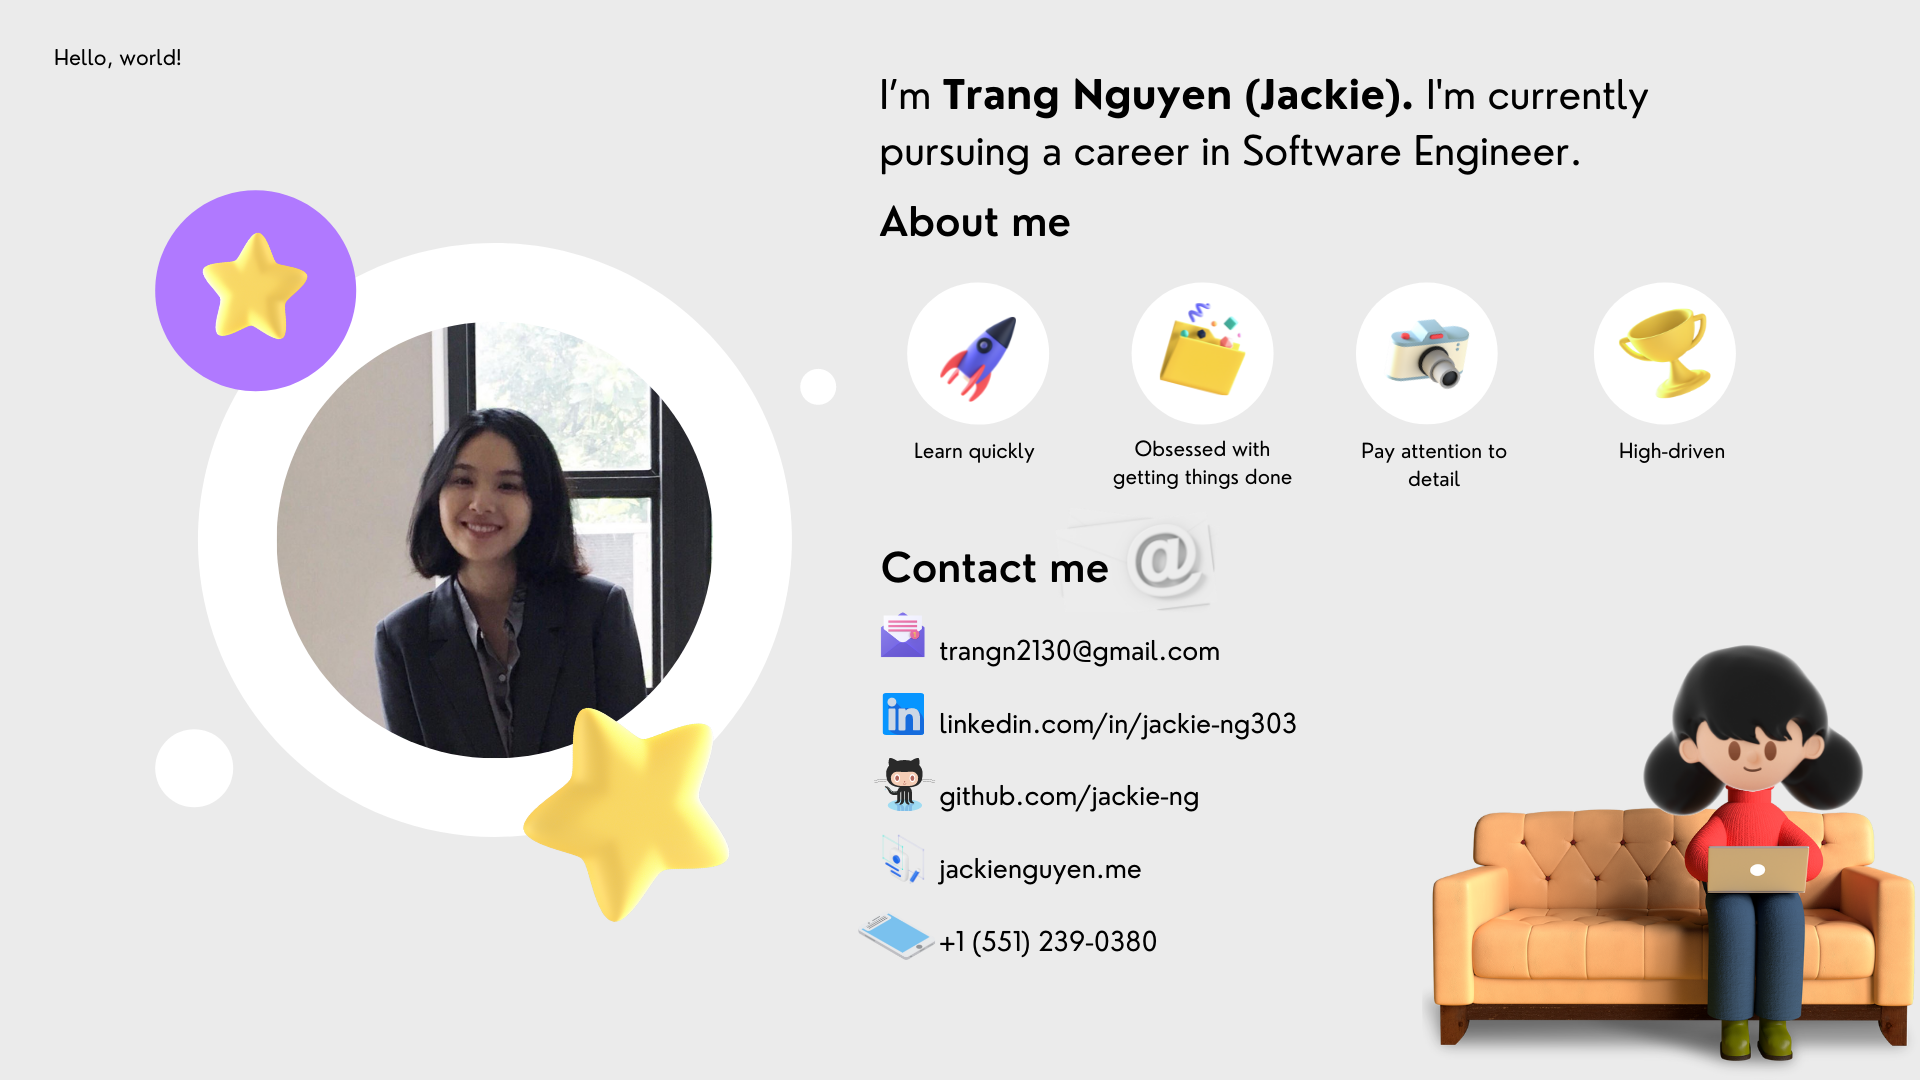 Hello, world!
I’m Trang Nguyen (Jackie). I'm currently
pursuing a career in Software Engineer.
About me
Learn quickly
Obsessed with
getting things done
Pay attention to
detail
High-driven
Contact me
@
trangn2130@gmail.com
in
linkedin.com/in/jackie-ng303
github.com/jackie-ng
jackienguyen.me
+1 (551) 239-0380